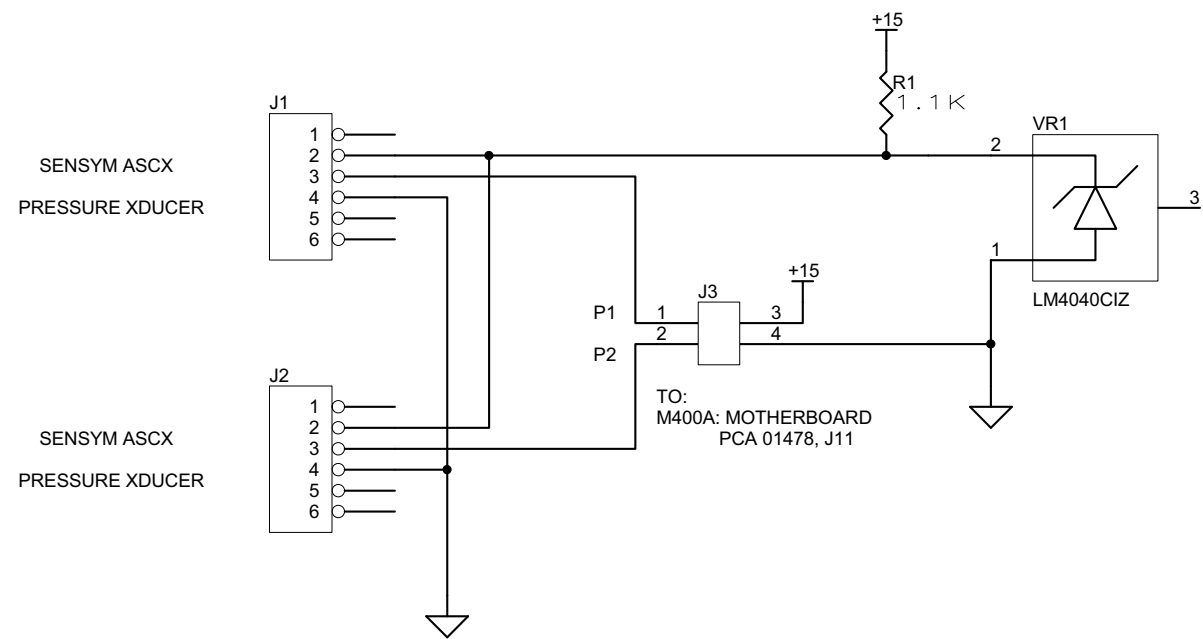 +15
R1
1.1K
J1
1
2
3
4
5
6
SENSYM ASCX
PRESSURE XDUCER
VR1
2
3
1
LM4040CIZ
+15
J3
P1
1
3
2
4
P2
TO:
M400A: MOTHERBOARD
PCA 01478, J11
J2
1
2
3
4
5
6
SENSYM ASCX
PRESSURE XDUCER